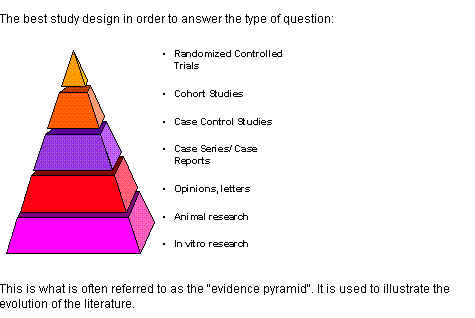 The best study design in order to answer the type of question:
• Randomized Controlled
Trials
• Cohort Studies
• Case Control Studies
• Case Series/ Case
Reports
• Opinions, letters
• Animal research
• In vitro research
This is what is often referred to as the "evidence pyramid". It is used to illustrate the
evolution of the literature.